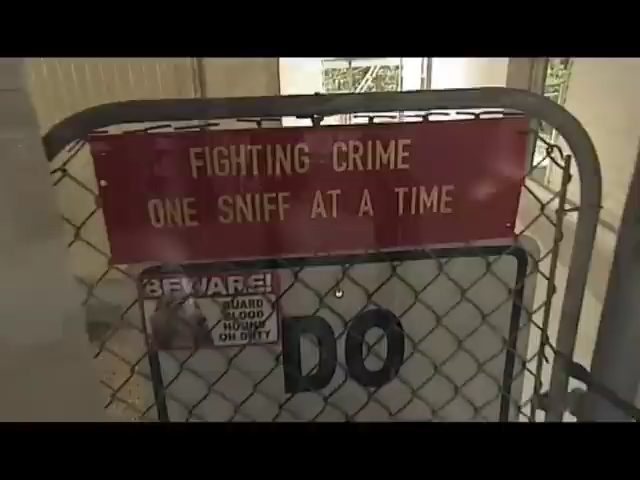 FIGHTING CRIME
ONE SNIFF AT A TIME
BEWARE!
GUARD
BLOOD
HOUND
ON DUTY
DO